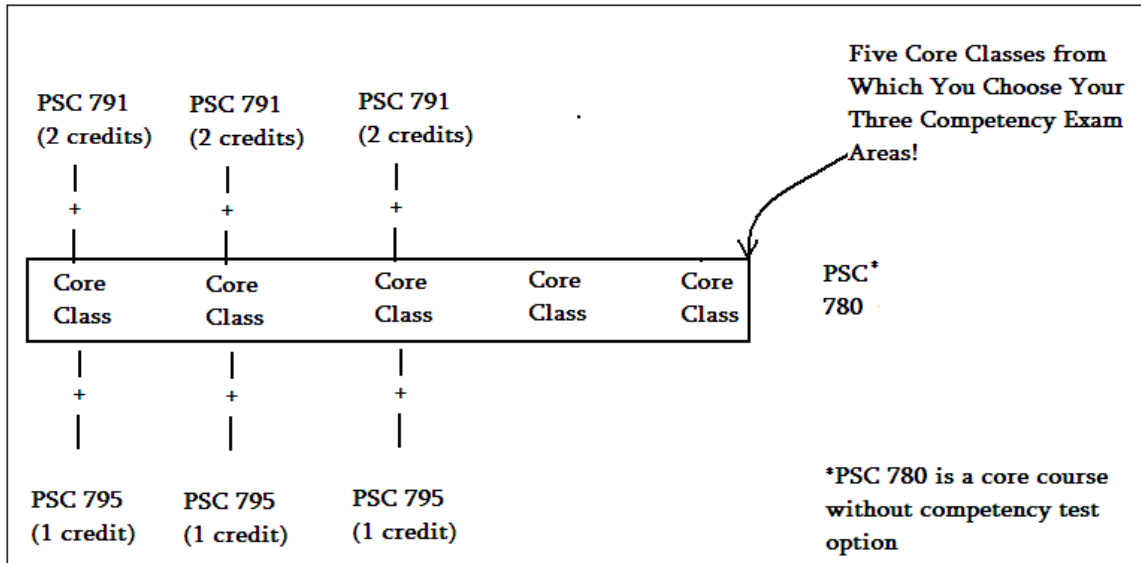 Five Core Classes from
Which You Choose Your
Three Competency Exam
Areas!
PSC 791
(2 credits)
PSC 791
(2 credits)
PSC 791
(2 credits)
+
+
+
Core
Class
Core
Class
Core
Class
Core
Class
Core
Class
PSC*
780
+
+
+
PSC 795
(1 credit)
PSC 795
(1 credit)
PSC 795
(1 credit)
*PSC 780 is a core course
without competency test
option